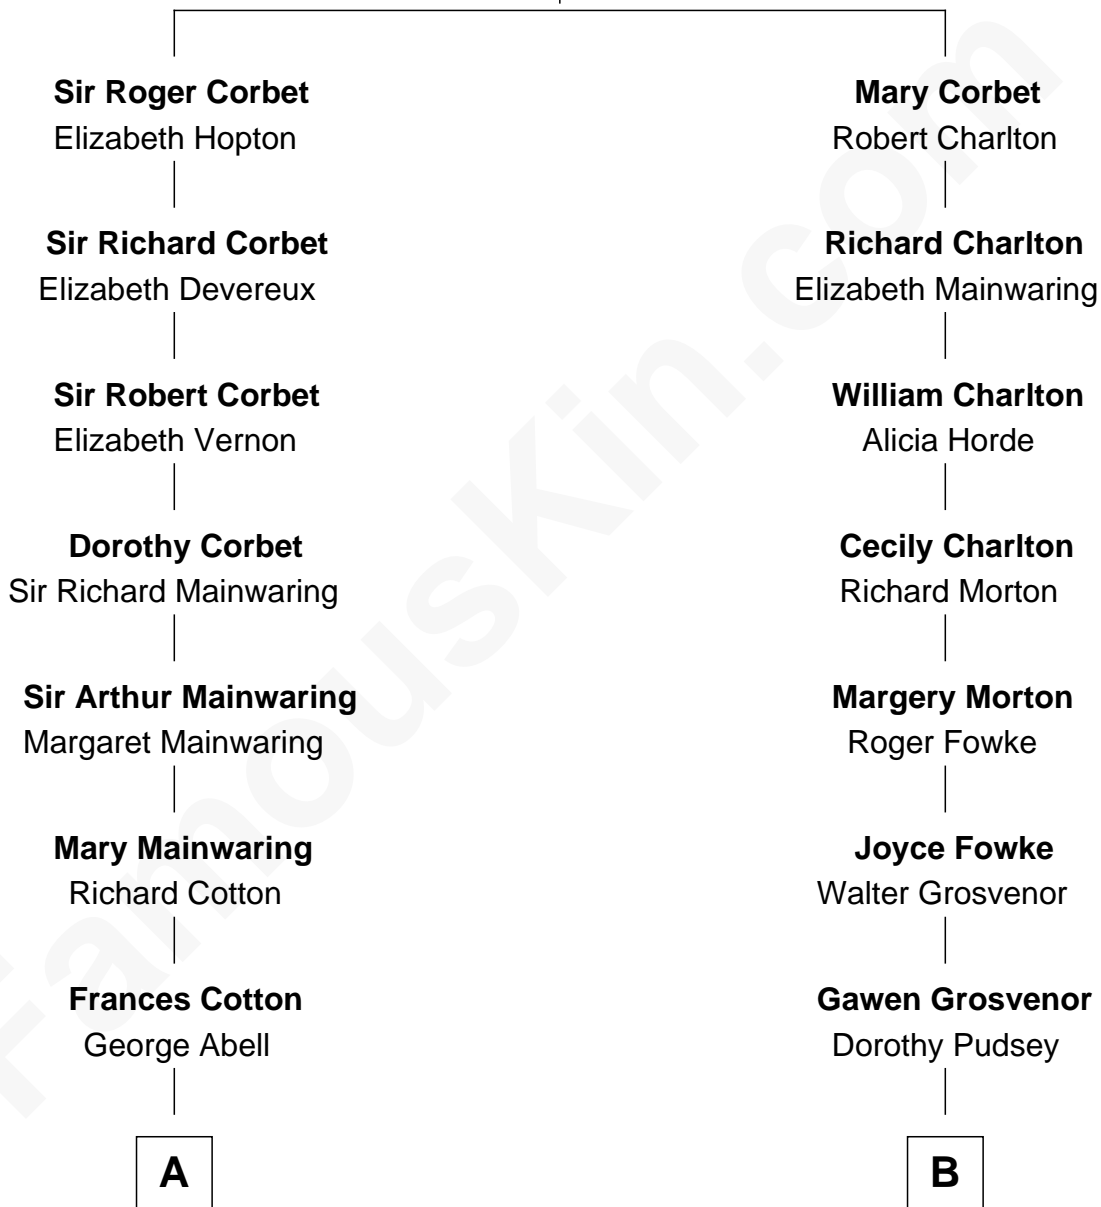 Sir Roger Corbet
Elizabeth Hopton
Sir Richard Corbet
Elizabeth Devereux
Sir Robert Corbet
Elizabeth Vernon
Dorothy Corbet
Sir Richard Mainwaring
Sir Arthur Mainwaring
Margaret Mainwaring
Mary Mainwaring
Richard Cotton
Frances Cotton
George Abell
A
Mary Corbet
Robert Charlton
Richard Charlton
Elizabeth Mainwaring
William Charlton
Alicia Horde
Cecily Charlton
Richard Morton
Margery Morton
Roger Fowke
Joyce Fowke
Walter Grosvenor
Gawen Grosvenor
Dorothy Pudsey
B
FamousKin.com